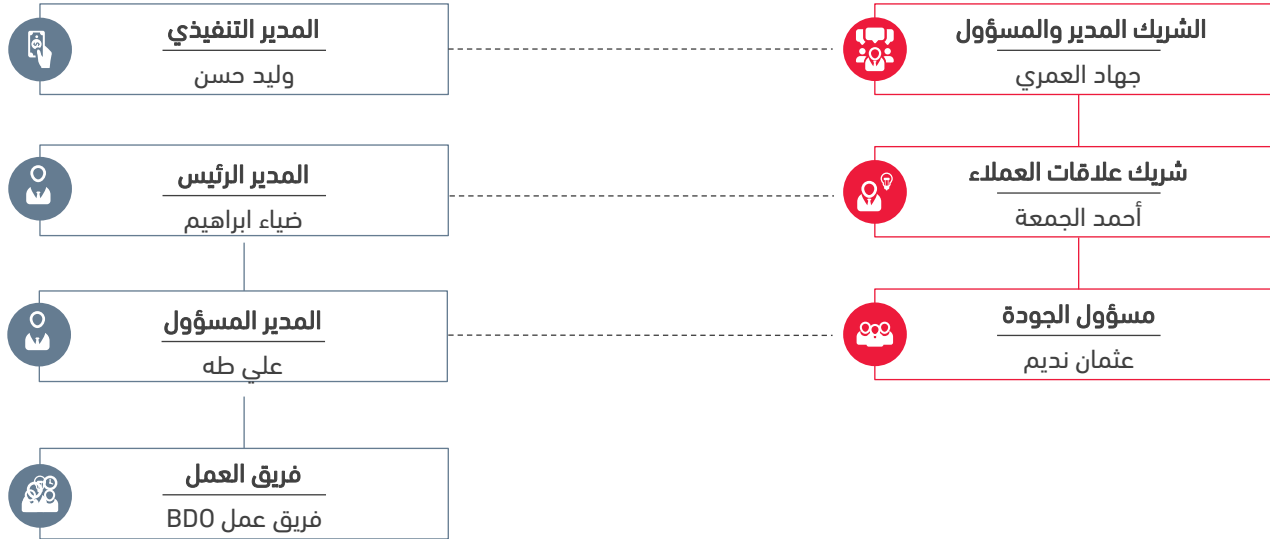 الشريك المدير والمسؤول
جهاد العمري
المدير التنفيذي
وليد حسن
شريك علاقات العملاء
أحمد الجمعة
المدير الرئيس
ضياء ابراهيم
مسؤول الجودة
عثمان نديم
المدير المسؤول
علي طه
فريق العمل
فريق عمل BDO